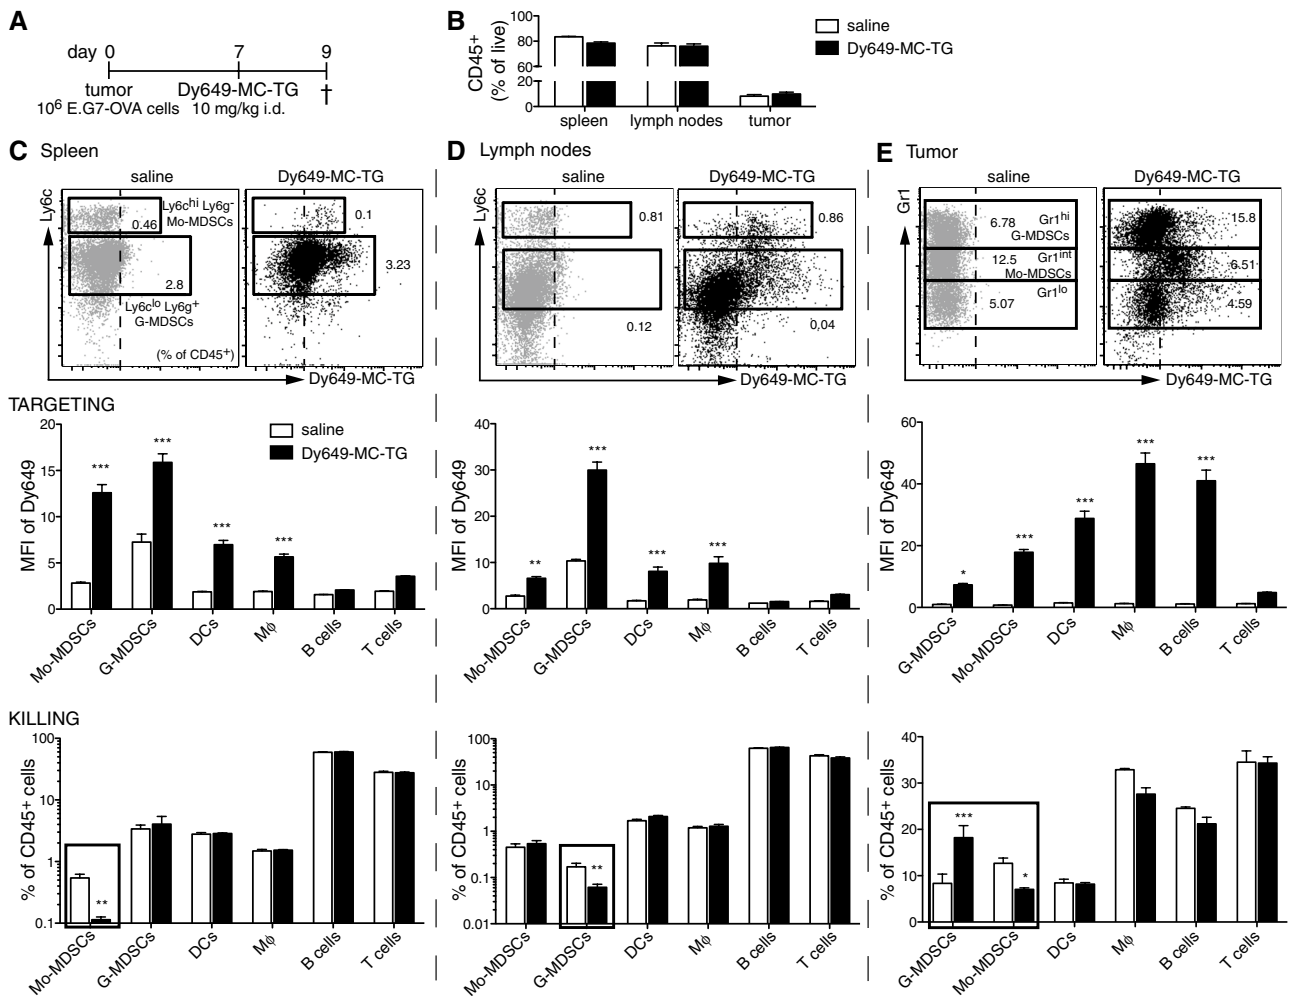 A
day 0 7 9
tumor Dy649-MC-TG †
10⁶ E.G7-OVA cells 10 mg/kg i.d.
B
CD45+
(% of live)
100
80
60
20
0
spleen lymph nodes tumor
saline
Dy649-MC-TG
C Spleen
saline Dy649-MC-TG
Ly6c
Ly6cʰⁱ Ly6g⁻
Mo-MDSCs
0.46
0.1
2.8
3.23
Ly6cˡᵒ Ly6g⁺
G-MDSCs
(% of CD45⁺)
Dy649-MC-TG
D Lymph nodes
saline Dy649-MC-TG
Ly6c
0.81
0.86
0.12
0,04
Dy649-MC-TG
E Tumor
saline Dy649-MC-TG
Gr1
6.78 Gr1ʰⁱ
G-MDSCs
15.8
12.5 Gr1ⁱⁿᵗ
Mo-MDSCs
6.51
Gr1ˡᵒ
5.07
4.59
Dy649-MC-TG
TARGETING
MFI of Dy649
20
15
10
5
0
*** *** *** ***
saline
Dy649-MC-TG
Mo-MDSCs G-MDSCs DCs Mϕ B cells T cells
MFI of Dy649
40
30
20
10
0
** *** *** ***
Mo-MDSCs G-MDSCs DCs Mϕ B cells T cells
MFI of Dy649
60
40
20
0
* *** *** *** ***
G-MDSCs Mo-MDSCs DCs Mϕ B cells T cells
KILLING
% of CD45+ cells
100
10
1
0.1
**
Mo-MDSCs G-MDSCs DCs Mϕ B cells T cells
% of CD45+ cells
100
10
1
0.1
0.01
**
Mo-MDSCs G-MDSCs DCs Mϕ B cells T cells
% of CD45+ cells
40
30
20
10
0
*** *
G-MDSCs Mo-MDSCs DCs Mϕ B cells T cells